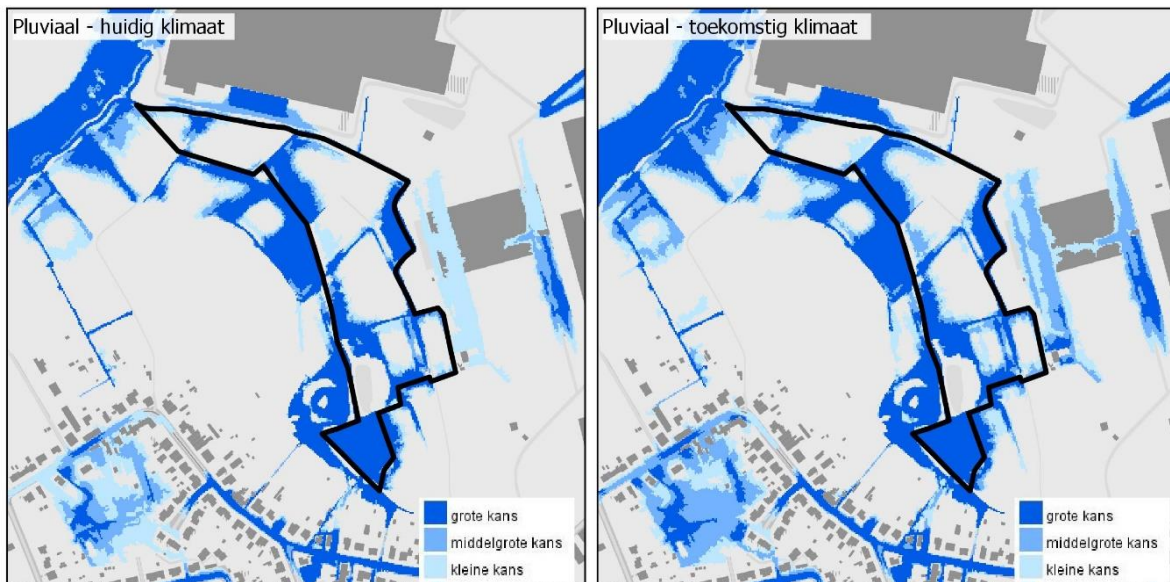 Pluviaal - huidig klimaat
grote kans
middelgrote kans
kleine kans
Pluviaal - toekomstig klimaat
grote kans
middelgrote kans
kleine kans